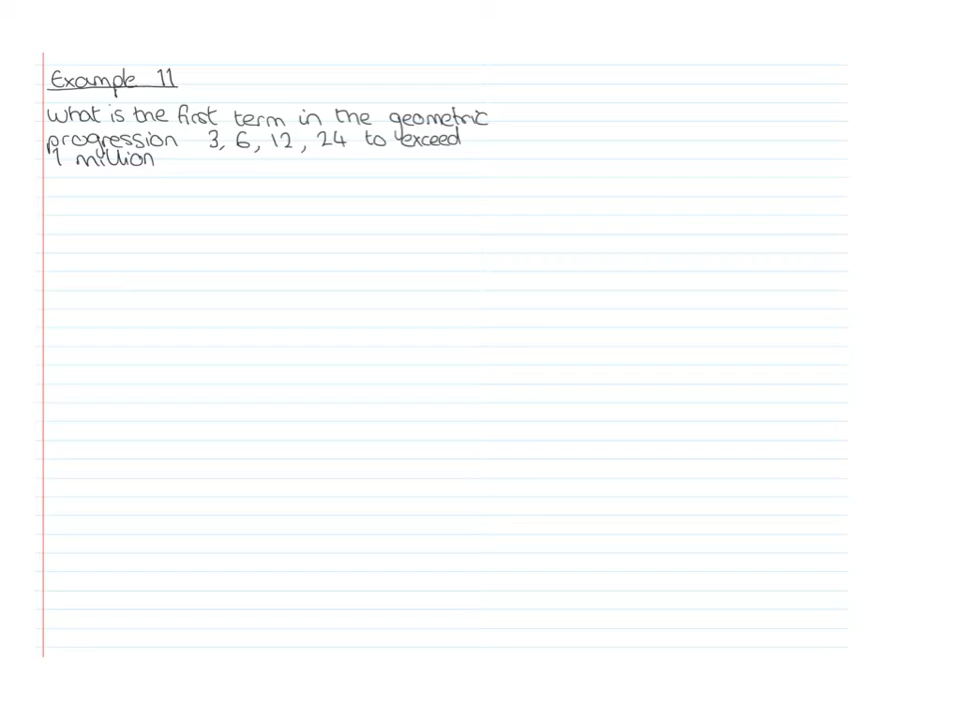 Example 11
What is the first term in the geometric
progression 3, 6, 12, 24 to exceed
1 million